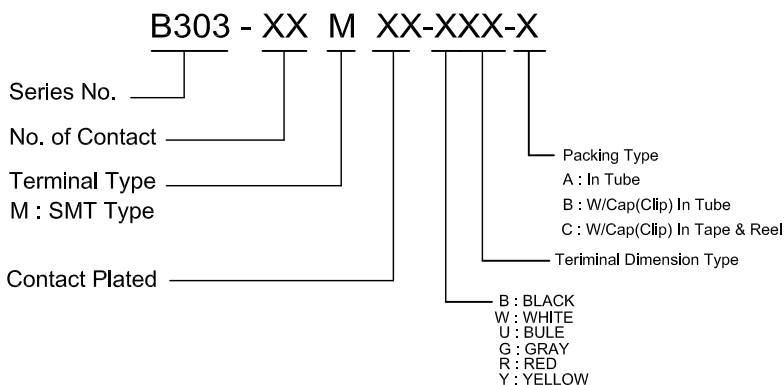 B303 - XX M XX-XXX-X
Series No.
No. of Contact
Terminal Type
M : SMT Type
Contact Plated
Packing Type
A : In Tube
B : W/Cap(Clip) In Tube
C : W/Cap(Clip) In Tape & Reel
Teriminal Dimension Type
B : BLACK
W : WHITE
U : BULE
G : GRAY
R : RED
Y : YELLOW